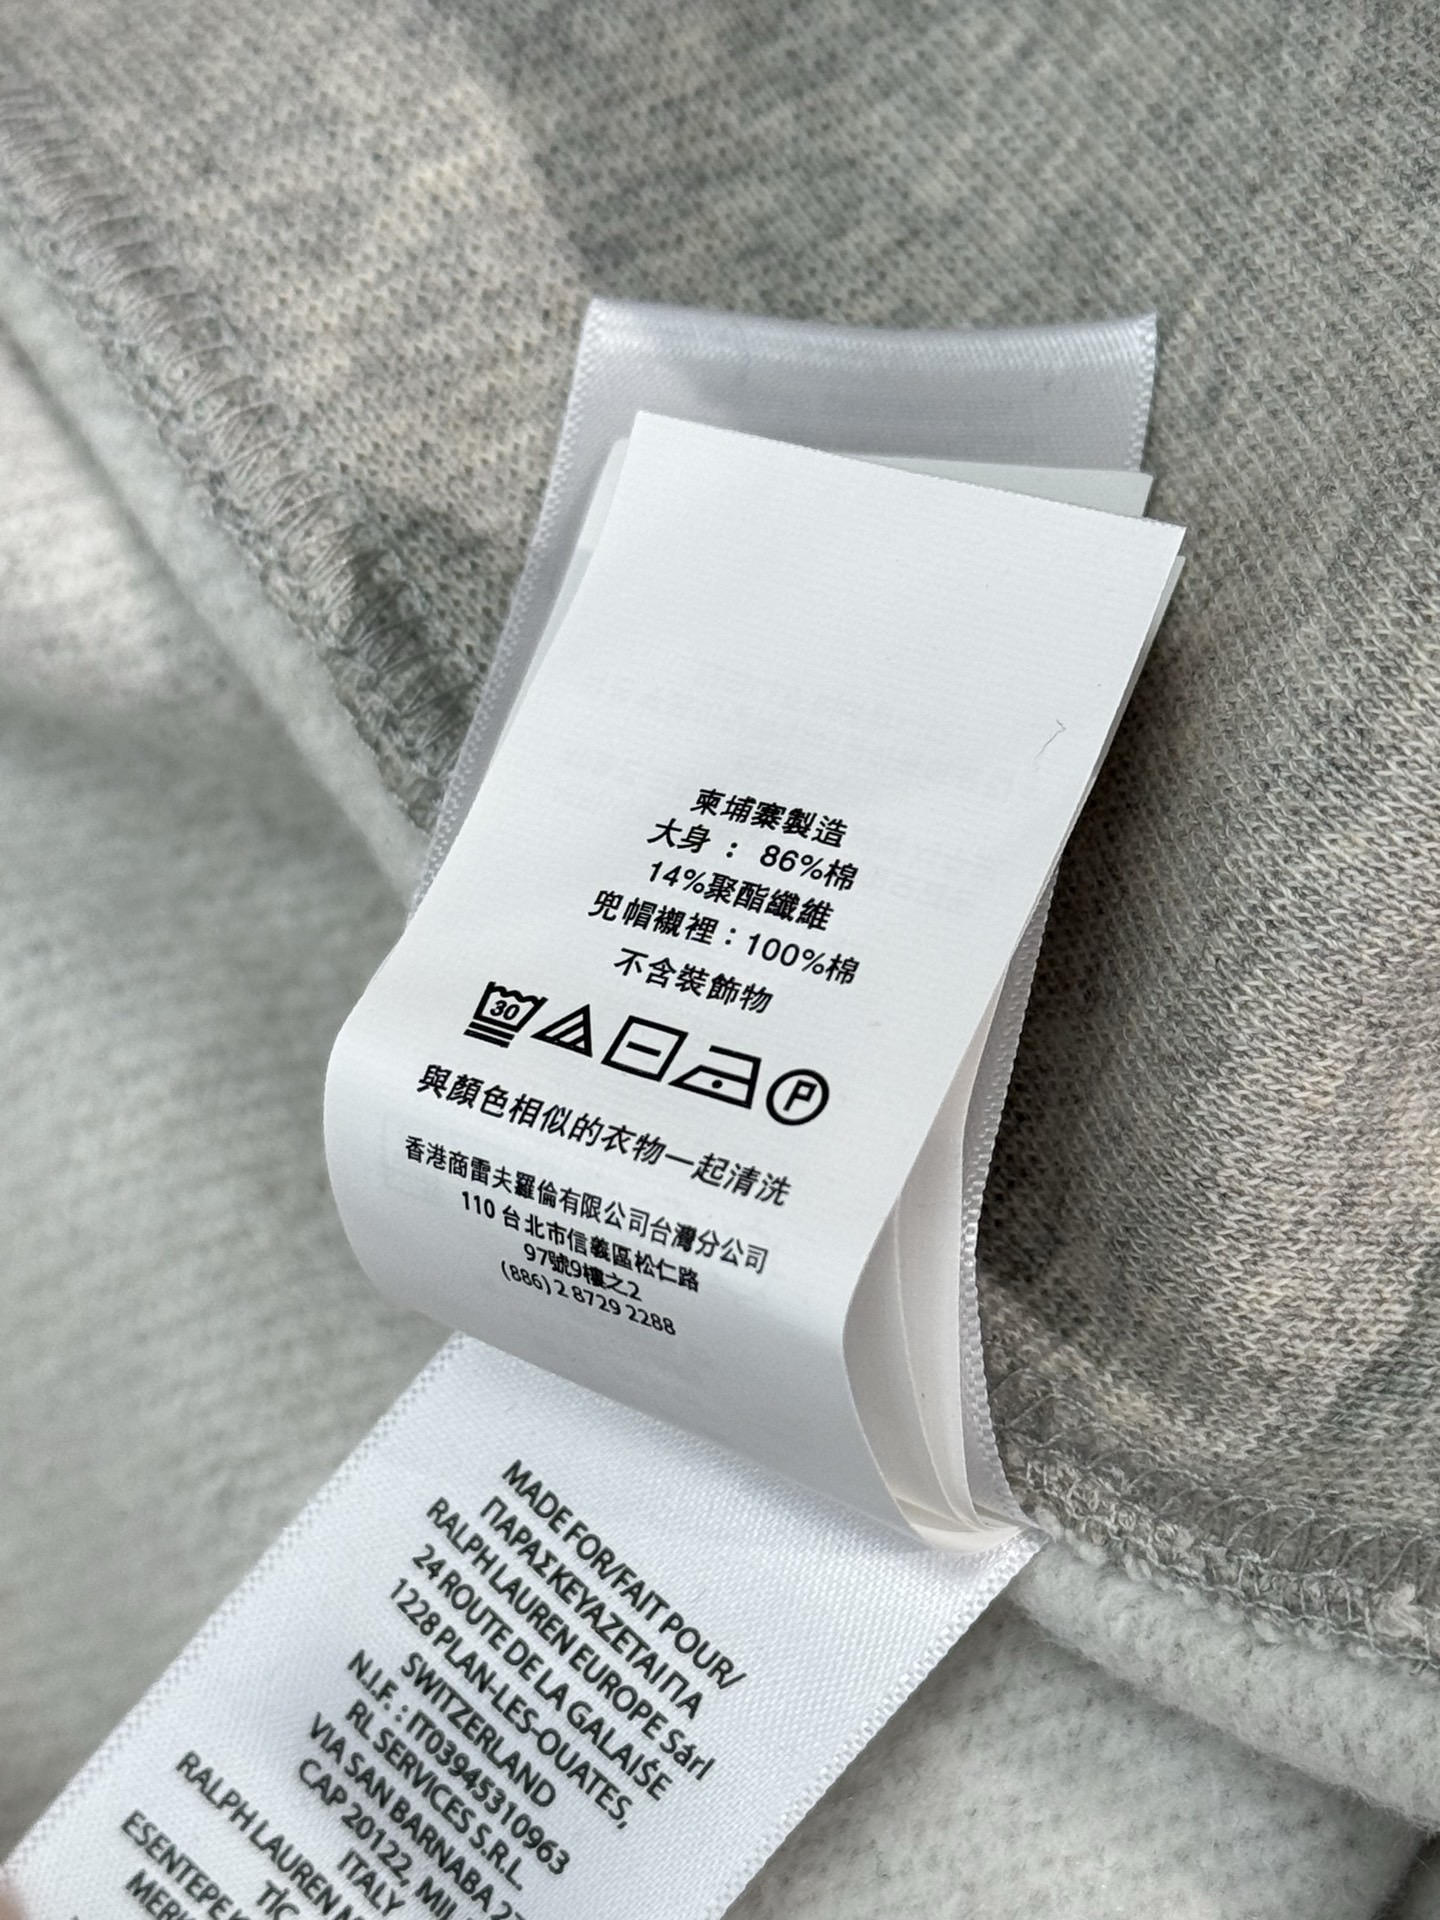 柬埔寨製造
大身： 86%棉
14%聚酯纖維
兜帽襯裡：100%棉
不含裝飾物
30
P
與顏色相似的衣物一起清洗
香港商雷夫羅倫有限公司台灣分公司
110 台北市信義區松仁路
97號9樓之2
(886) 2 8729 2288
MADE FOR/FAIT POUR/
ΠΑΡΑΣΚΕΥΑΖΕΤΑΙ ΓΙΑ
RALPH LAUREN EUROPE Sárl
24 ROUTE DE LA GALAISE
1228 PLAN-LES-OUATES,
SWITZERLAND
N.I.F. : IT03945310963
RL SERVICES S.R.L.
VIA SAN BARNABA 27
CAP 20122, MIL
ITALY
RALPH LAUREN
TİC
ESENTEPE